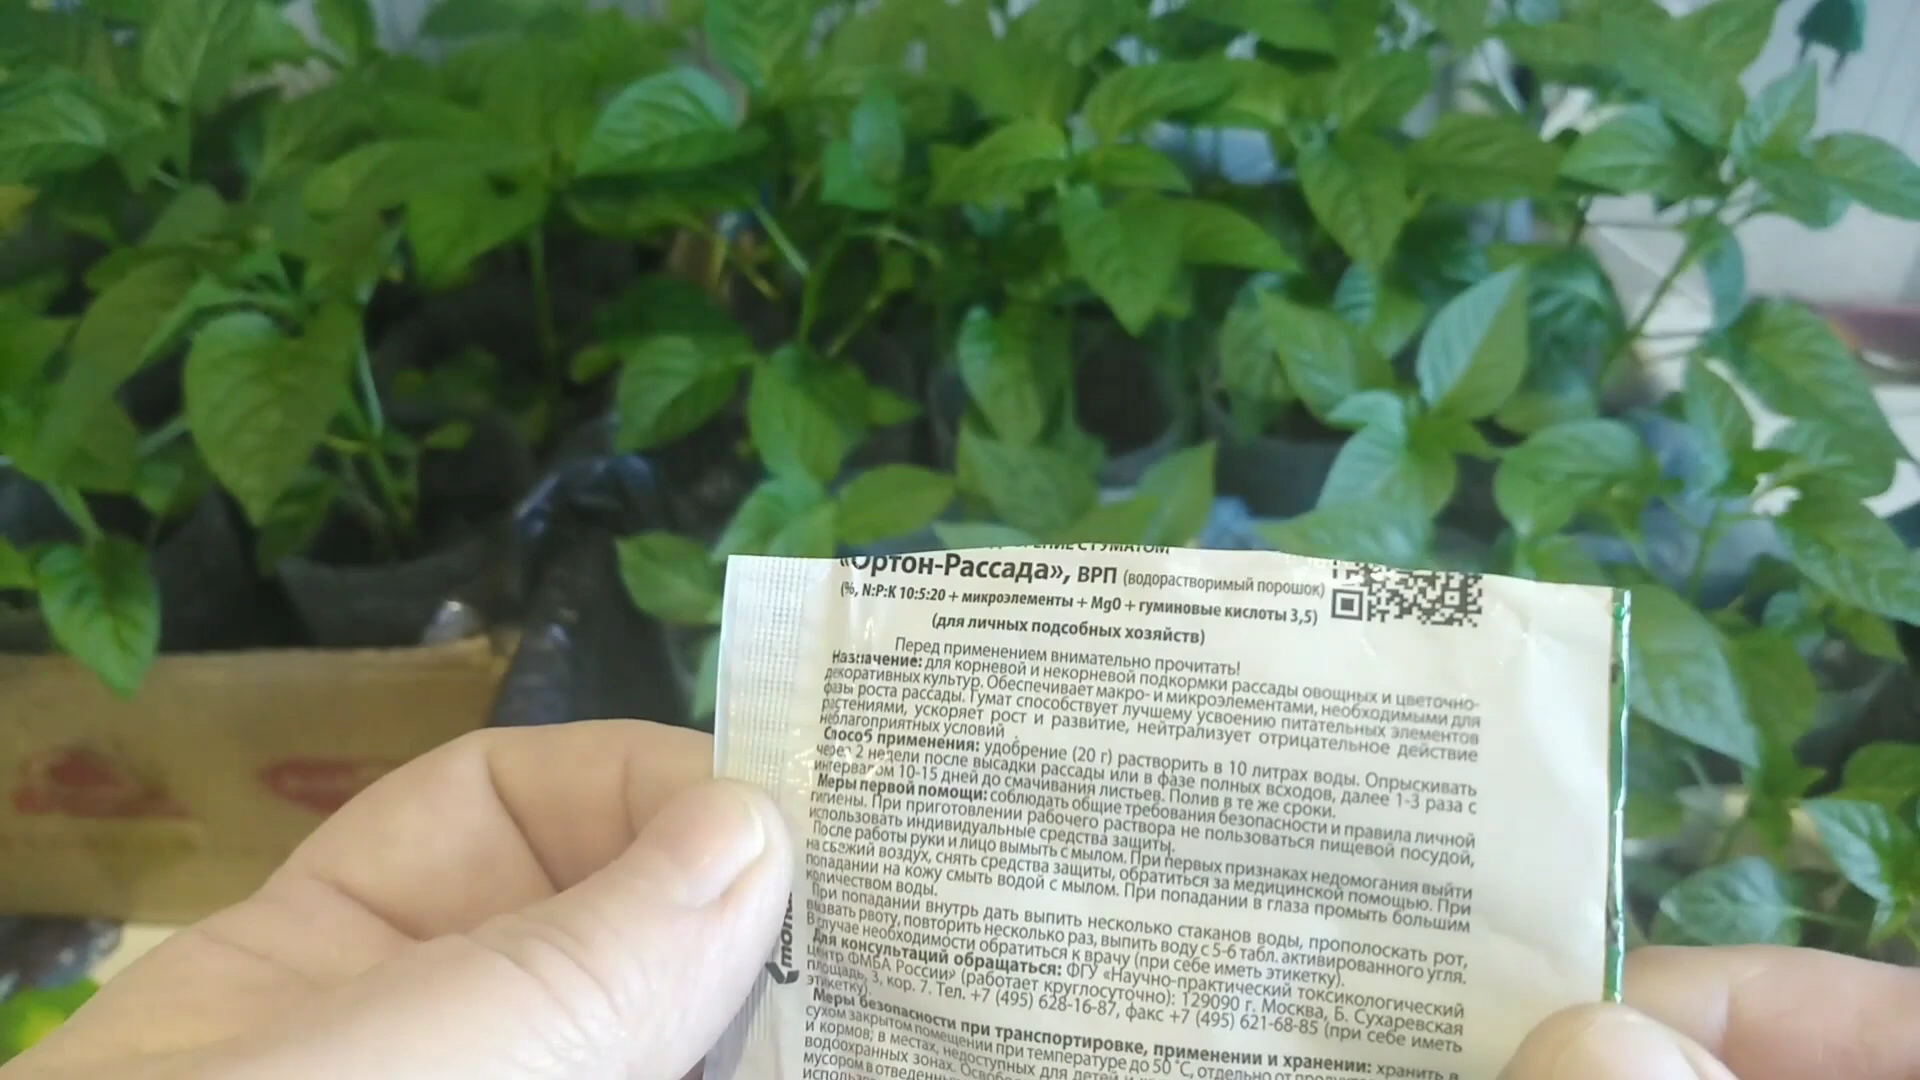 С ГУМАТОМ
«Ортон-Рассада», ВРП (водорастворимый порошок)
(%, N:P:K 10:5:20 + микроэлементы + MgO + гуминовые кислоты 3,5)
(для личных подсобных хозяйств)
Перед применением внимательно прочитать!
Назначение: для корневой и некорневой подкормки рассады овощных и цветочно-
декоративных культур. Обеспечивает макро- и микроэлементами, необходимыми для
фазы роста рассады. Гумат способствует лучшему усвоению питательных элементов
растениями, ускоряет рост и развитие, нейтрализует отрицательное действие
неблагоприятных условий .
Способ применения: удобрение (20 г) растворить в 10 литрах воды. Опрыскивать
через 2 недели после высадки рассады или в фазе полных всходов, далее 1-3 раза с
интервалом 10-15 дней до смачивания листьев. Полив в те же сроки.
Меры первой помощи: соблюдать общие требования безопасности и правила личной
гигиены. При приготовлении рабочего раствора не пользоваться пищевой посудой,
использовать индивидуальные средства защиты.
После работы руки и лицо вымыть с мылом. При первых признаках недомогания выйти
на свежий воздух, снять средства защиты, обратиться за медицинской помощью. При
попадании на кожу смыть водой с мылом. При попадании в глаза промыть большим
количеством воды.
При попадании внутрь дать выпить несколько стаканов воды, прополоскать рот,
вызвать рвоту, повторить несколько раз, выпить воду с 5-6 табл. активированного угля.
В случае необходимости обратиться к врачу (при себе иметь этикетку).
Для консультаций обращаться: ФГУ «Научно-практический токсикологический
центр ФМБА России» (работает круглосуточно): 129090 г. Москва, Б. Сухаревская
площадь, 3, кор. 7. Тел. +7 (495) 628-16-87, факс +7 (495) 621-68-85 (при себе иметь
этикетку).
Меры безопасности при транспортировке, применении и хранении: хранить в
сухом закрытом помещении при температуре до 50 °C, отдельно от
и кормов; в местах, недоступных для детей и
водоохранных зонах.
мусором в